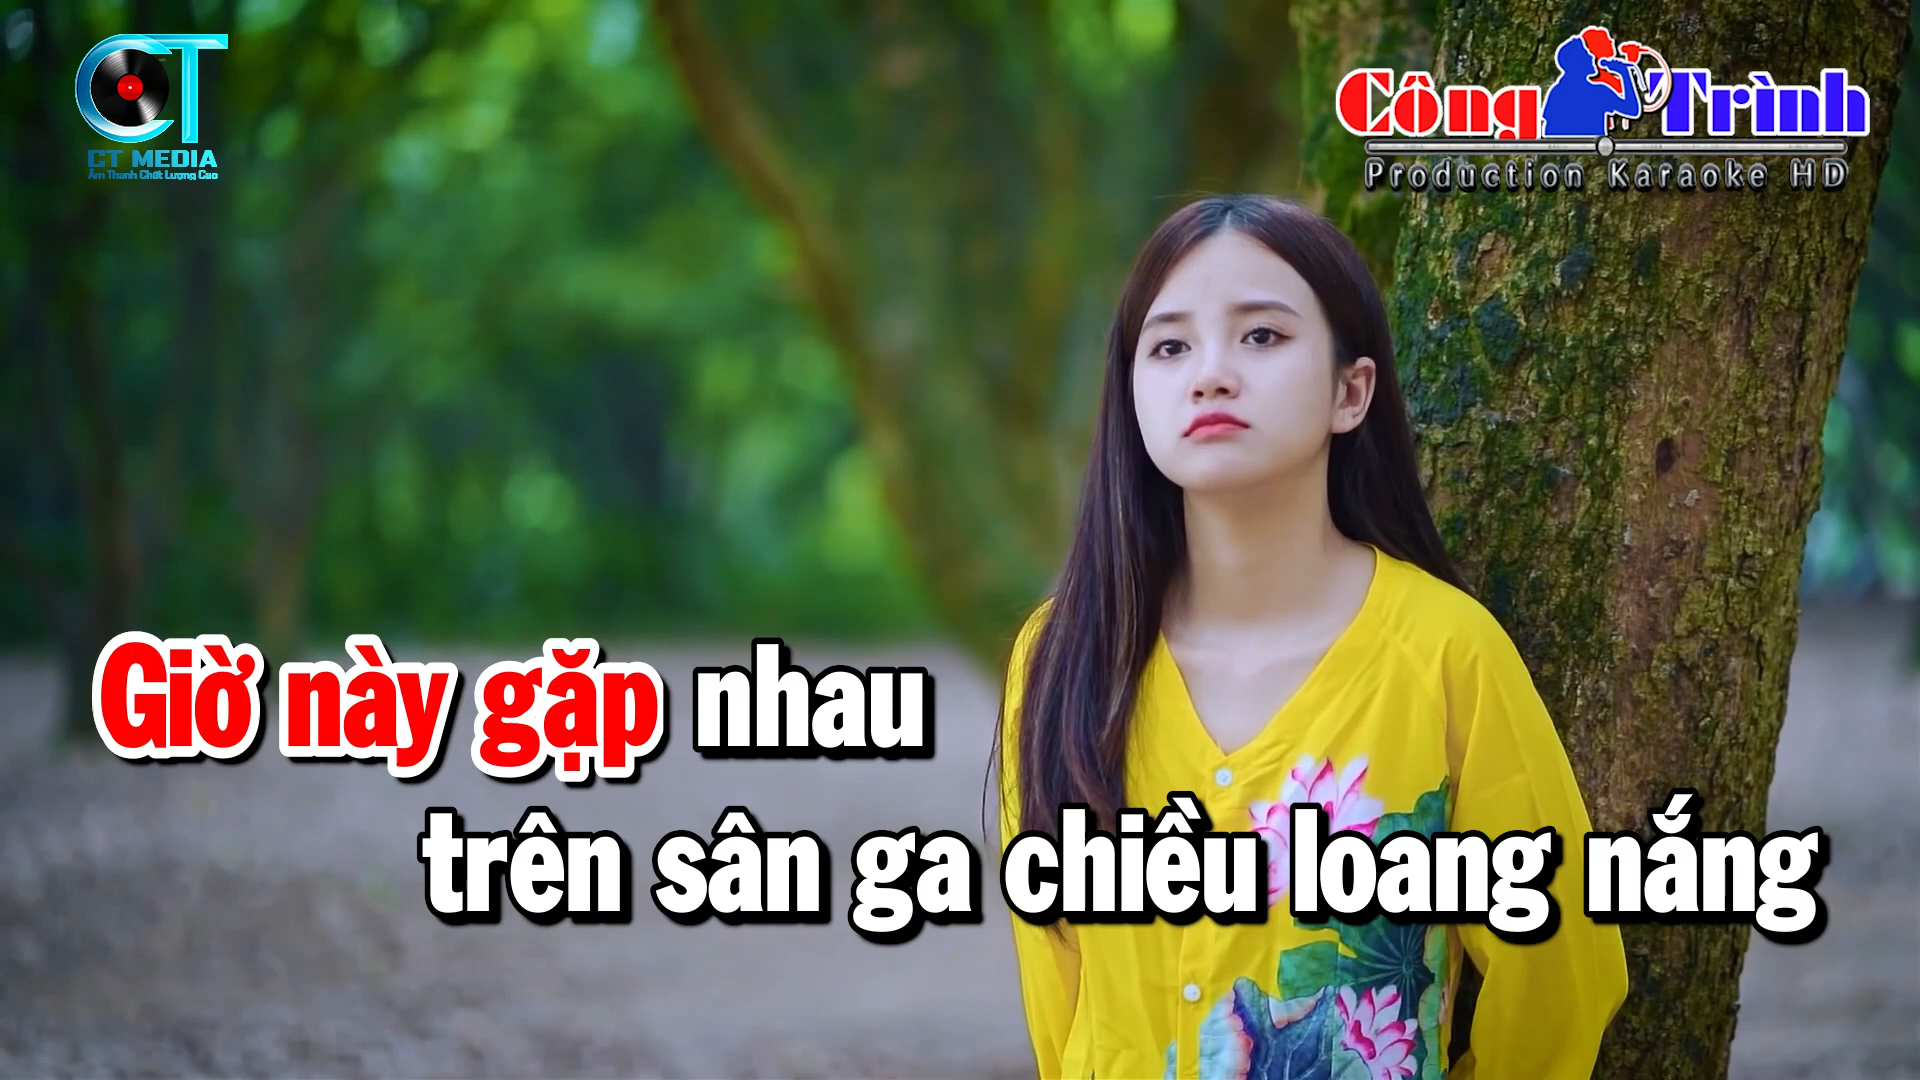 CT
CT MEDIA
Âm Thanh Chất Lượng Cao
Công Trình
Production Karaoke HD
Giờ này gặp nhau
trên sân ga chiều loang nắng